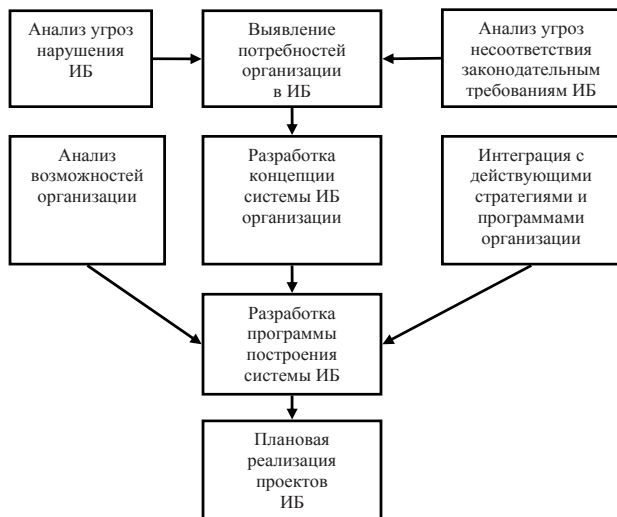 Анализ угроз
нарушения
ИБ
Выявление
потребностей
организации
в ИБ
Анализ угроз
несоответствия
законодательным
требованиям ИБ
Анализ
возможностей
организации
Разработка
концепции
системы ИБ
организации
Интеграция с
действующими
стратегиями и
программами
организации
Разработка
программы
построения
системы ИБ
Плановая
реализация
проектов
ИБ